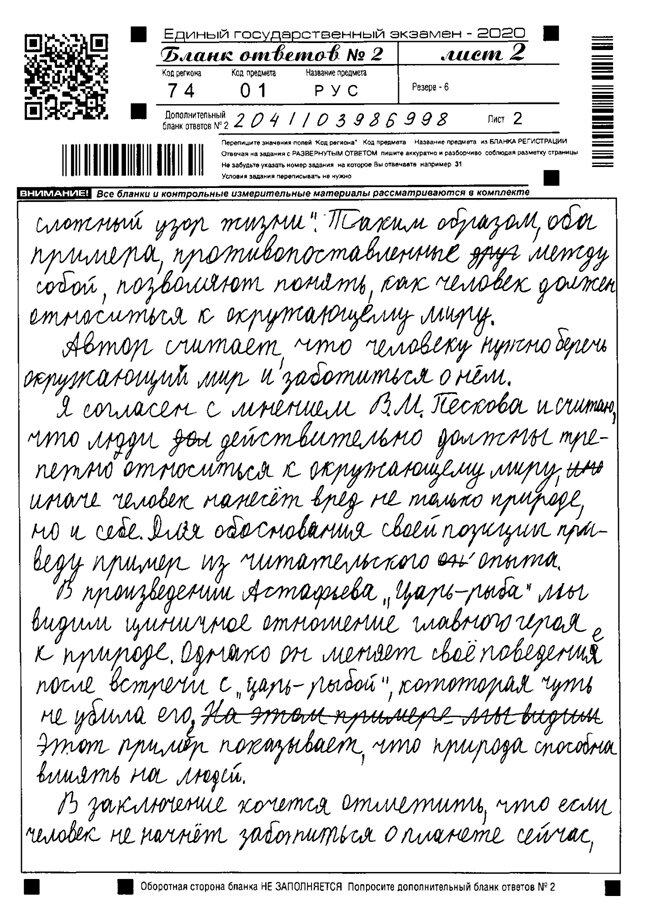 Единый государственный экзамен - 2020
Бланк ответов № 2 лист 2
Код региона Код предмета Название предмета
74 01 РУС Резерв - 6
Дополнительный бланк ответов № 2 2041103986998 Лист 2
Перепишите значения полей "Код региона" Код предмета Название предмета из БЛАНКА РЕГИСТРАЦИИ
Отвечая на задания с РАЗВЕРНУТЫМ ОТВЕТОМ пишите аккуратно и разборчиво соблюдая разметку страницы
Не забудьте указать номер задания на которое Вы отвечаете например 31
Условия задания переписывать не нужно
ВНИМАНИЕ! Все бланки и контрольные измерительные материалы рассматриваются в комплекте
сложный узор жизни". Таким образом, оба
примера, противопоставленные друг между
собой, позволяют понять, как человек должен
относиться к окружающему миру.
Автор считает, что человеку нужно беречь
окружающий мир и заботиться о нём.
Я согласен с мнением В.М. Пескова и считаю,
что люди дол действительно должны тре-
петно относиться к окружающему миру, ина
иначе человек нанесёт вред не только природе,
но и себе. Для обоснования своей позиции при-
веду пример из читательского оп опыта.
В произведении Астафьева „Царь-рыба" мы
видим циничное отношение главного героя
к природе. Однако он меняет своё поведение
после встречи с „царь-рыбой", кототорая чуть
не убила его. На этом примере мы видим
Этот пример показывает, что природа способна
влиять на людей.
В заключение хочется отметить, что если
человек не начнёт заботиться о планете сейчас,
Оборотная сторона бланка НЕ ЗАПОЛНЯЕТСЯ Попросите дополнительный бланк ответов № 2